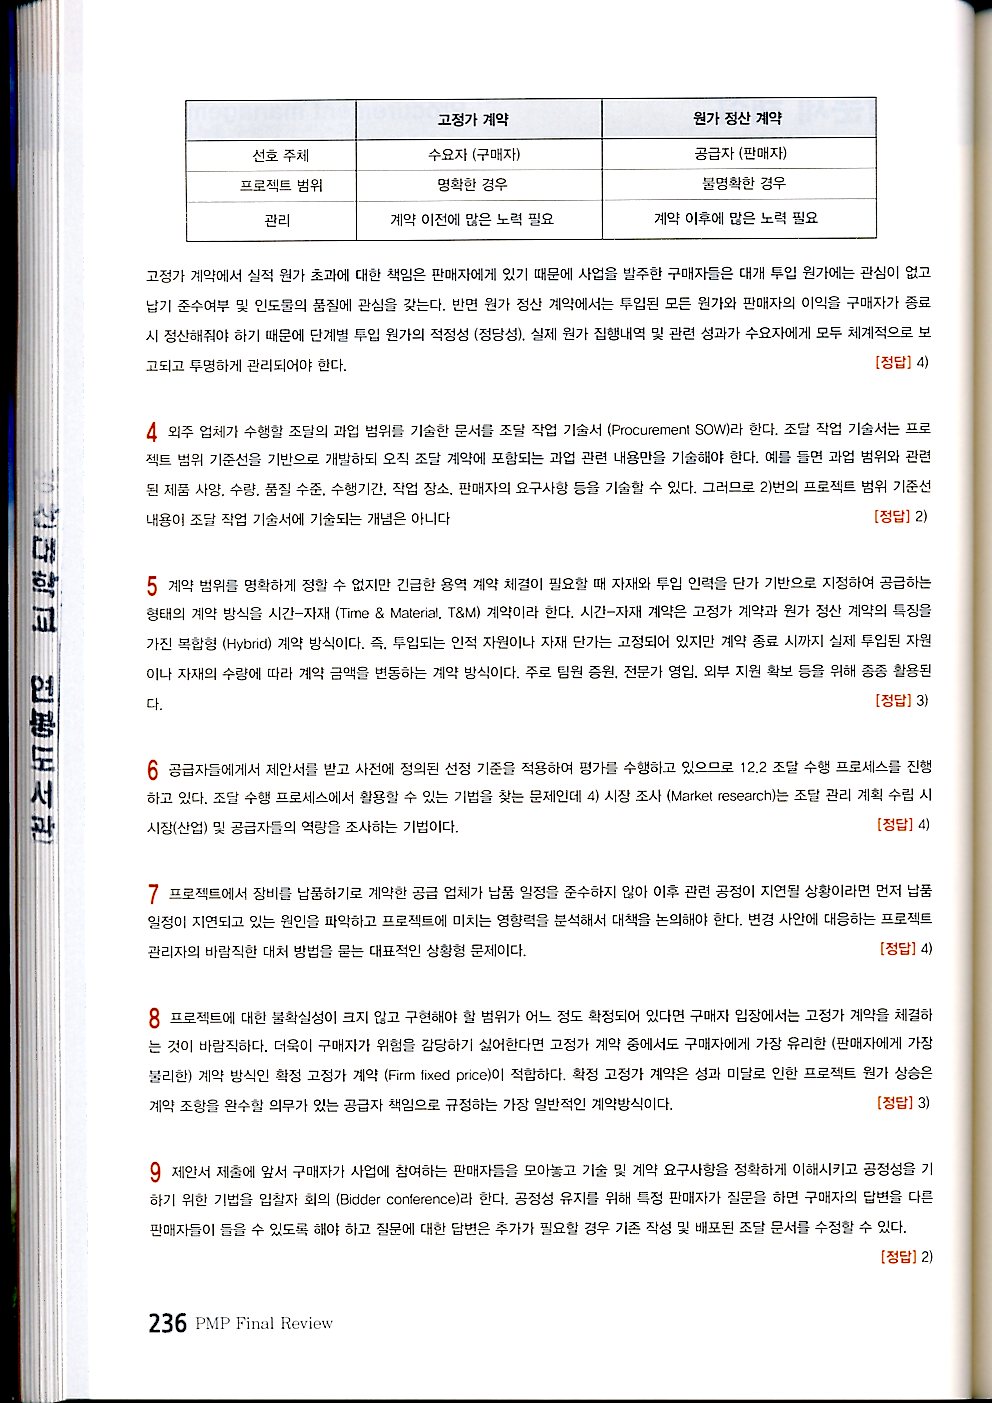 고정가 계약 원가 정산 계약
선호 주체 수요자 (구매자) 공급자 (판매자)
프로젝트 범위 명확한 경우 불명확한 경우
관리 계약 이전에 많은 노력 필요 계약 이후에 많은 노력 필요
고정가 계약에서 실적 원가 초과에 대한 책임은 판매자에게 있기 때문에 사업을 발주한 구매자들은 대개 투입 원가에는 관심이 없고
납기 준수여부 및 인도물의 품질에 관심을 갖는다. 반면 원가 정산 계약에서는 투입된 모든 원가와 판매자의 이익을 구매자가 종료
시 정산해줘야 하기 때문에 단계별 투입 원가의 적정성 (정당성), 실제 원가 집행내역 및 관련 성과가 수요자에게 모두 체계적으로 보
고되고 투명하게 관리되어야 한다. [정답] 4)
4 외주 업체가 수행할 조달의 과업 범위를 기술한 문서를 조달 작업 기술서 (Procurement SOW)라 한다. 조달 작업 기술서는 프로
젝트 범위 기준선을 기반으로 개발하되 오직 조달 계약에 포함되는 과업 관련 내용만을 기술해야 한다. 예를 들면 과업 범위와 관련
된 제품 사양, 수량, 품질 수준, 수행기간, 작업 장소, 판매자의 요구사항 등을 기술할 수 있다. 그러므로 2)번의 프로젝트 범위 기준선
내용이 조달 작업 기술서에 기술되는 개념은 아니다 [정답] 2)
5 계약 범위를 명확하게 정할 수 없지만 긴급한 용역 계약 체결이 필요할 때 자재와 투입 인력을 단가 기반으로 지정하여 공급하는
형태의 계약 방식을 시간-자재 (Time & Material, T&M) 계약이라 한다. 시간-자재 계약은 고정가 계약과 원가 정산 계약의 특징을
가진 복합형 (Hybrid) 계약 방식이다. 즉, 투입되는 인적 자원이나 자재 단가는 고정되어 있지만 계약 종료 시까지 실제 투입된 자원
이나 자재의 수량에 따라 계약 금액을 변동하는 계약 방식이다. 주로 팀원 증원, 전문가 영입, 외부 지원 확보 등을 위해 종종 활용된
다. [정답] 3)
6 공급자들에게서 제안서를 받고 사전에 정의된 선정 기준을 적용하여 평가를 수행하고 있으므로 12.2 조달 수행 프로세스를 진행
하고 있다. 조달 수행 프로세스에서 활용할 수 있는 기법을 찾는 문제인데 4) 시장 조사 (Market research)는 조달 관리 계획 수립 시
시장(산업) 및 공급자들의 역량을 조사하는 기법이다. [정답] 4)
7 프로젝트에서 장비를 납품하기로 계약한 공급 업체가 납품 일정을 준수하지 않아 이후 관련 공정이 지연될 상황이라면 먼저 납품
일정이 지연되고 있는 원인을 파악하고 프로젝트에 미치는 영향력을 분석해서 대책을 논의해야 한다. 변경 사안에 대응하는 프로젝트
관리자의 바람직한 대처 방법을 묻는 대표적인 상황형 문제이다. [정답] 4)
8 프로젝트에 대한 불확실성이 크지 않고 구현해야 할 범위가 어느 정도 확정되어 있다면 구매자 입장에서는 고정가 계약을 체결하
는 것이 바람직하다. 더욱이 구매자가 위험을 감당하기 싫어한다면 고정가 계약 중에서도 구매자에게 가장 유리한 (판매자에게 가장
불리한) 계약 방식인 확정 고정가 계약 (Firm fixed price)이 적합하다. 확정 고정가 계약은 성과 미달로 인한 프로젝트 원가 상승은
계약 조항을 완수할 의무가 있는 공급자 책임으로 규정하는 가장 일반적인 계약방식이다. [정답] 3)
9 제안서 제출에 앞서 구매자가 사업에 참여하는 판매자들을 모아놓고 기술 및 계약 요구사항을 정확하게 이해시키고 공정성을 기
하기 위한 기법을 입찰자 회의 (Bidder conference)라 한다. 공정성 유지를 위해 특정 판매자가 질문을 하면 구매자의 답변을 다른
판매자들이 들을 수 있도록 해야 하고 질문에 대한 답변은 추가가 필요할 경우 기존 작성 및 배포된 조달 문서를 수정할 수 있다.
[정답] 2)
236 PMP Final Review
대학교 도서관